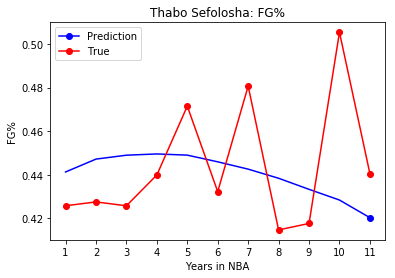 Thabo Sefolosha: FG%
Prediction
True
FG%
0.50
0.48
0.46
0.44
0.42
1 2 3 4 5 6 7 8 9 10 11
Years in NBA